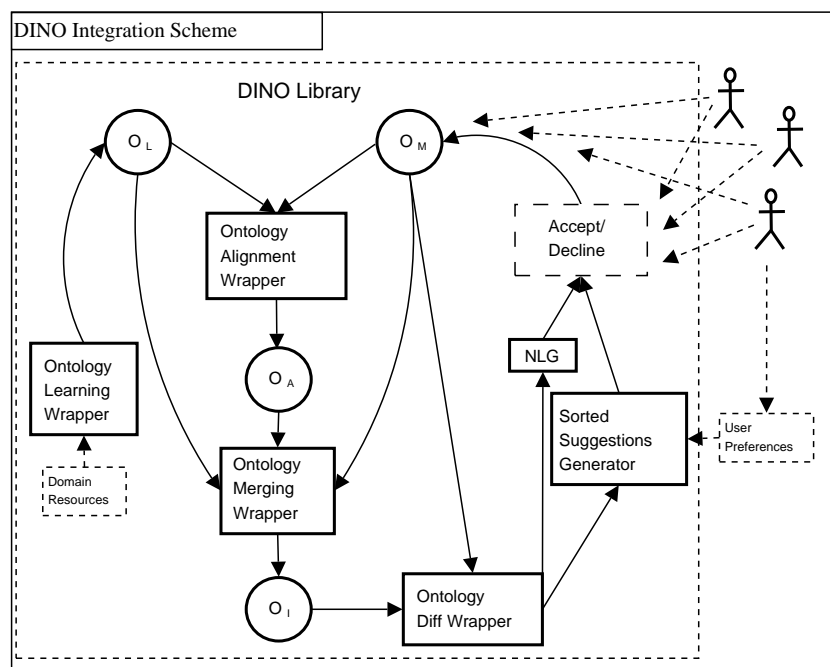 DINO Integration Scheme
DINO Library
O L
O M
Ontology
Alignment
Wrapper
Accept/
Decline
Ontology
Learning
Wrapper
NLG
O A
Sorted
Suggestions
Generator
User
Preferences
Domain
Resources
Ontology
Merging
Wrapper
O I
Ontology
Diff Wrapper